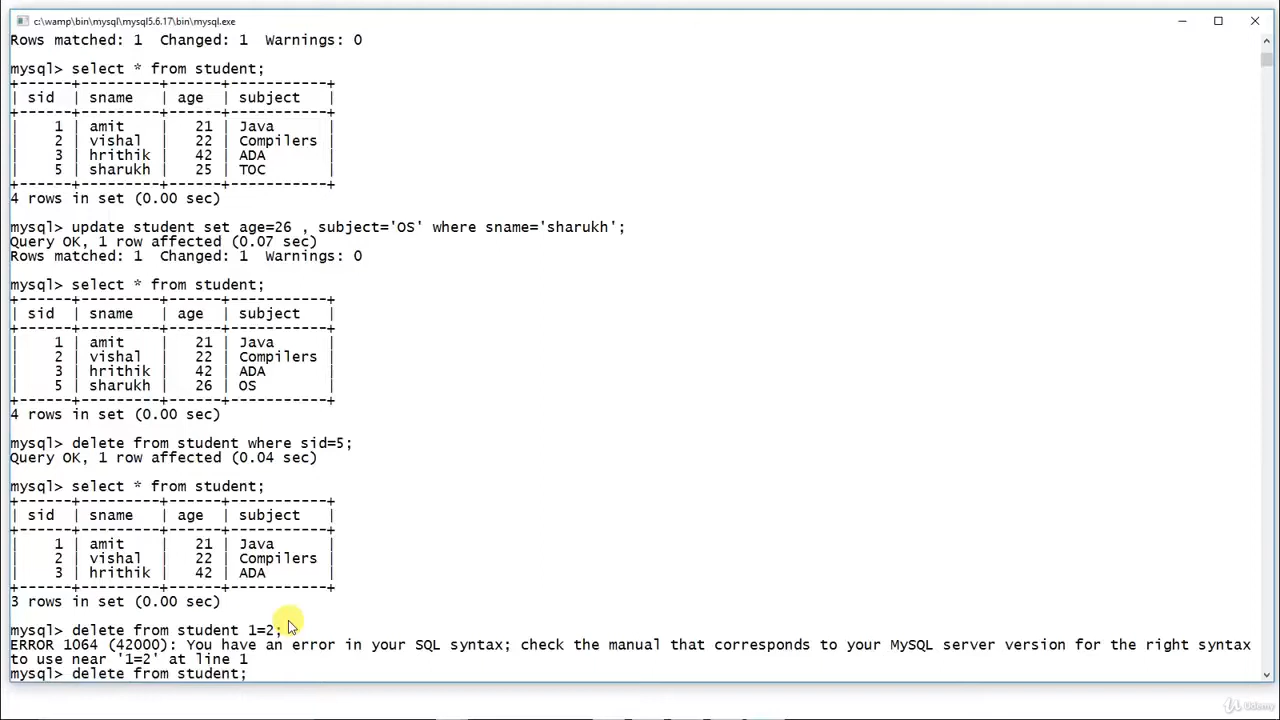 c:\wamp\bin\mysql\mysql5.6.17\bin\mysql.exe
Rows matched: 1  Changed: 1  Warnings: 0
mysql> select * from student;
+------+---------+------+-----------+
| sid  | sname   | age  | subject   |
+------+---------+------+-----------+
|    1 | amit    |   21 | Java      |
|    2 | vishal  |   22 | Compilers |
|    3 | hrithik |   42 | ADA       |
|    5 | sharukh |   25 | TOC       |
+------+---------+------+-----------+
4 rows in set (0.00 sec)
mysql> update student set age=26 , subject='OS' where sname='sharukh';
Query OK, 1 row affected (0.07 sec)
Rows matched: 1  Changed: 1  Warnings: 0
mysql> select * from student;
+------+---------+------+-----------+
| sid  | sname   | age  | subject   |
+------+---------+------+-----------+
|    1 | amit    |   21 | Java      |
|    2 | vishal  |   22 | Compilers |
|    3 | hrithik |   42 | ADA       |
|    5 | sharukh |   26 | OS        |
+------+---------+------+-----------+
4 rows in set (0.00 sec)
mysql> delete from student where sid=5;
Query OK, 1 row affected (0.04 sec)
mysql> select * from student;
+------+---------+------+-----------+
| sid  | sname   | age  | subject   |
+------+---------+------+-----------+
|    1 | amit    |   21 | Java      |
|    2 | vishal  |   22 | Compilers |
|    3 | hrithik |   42 | ADA       |
+------+---------+------+-----------+
3 rows in set (0.00 sec)
mysql> delete from student 1=2;
ERROR 1064 (42000): You have an error in your SQL syntax; check the manual that corresponds to your MySQL server version for the right syntax
to use near '1=2' at line 1
mysql> delete from student;
Udemy